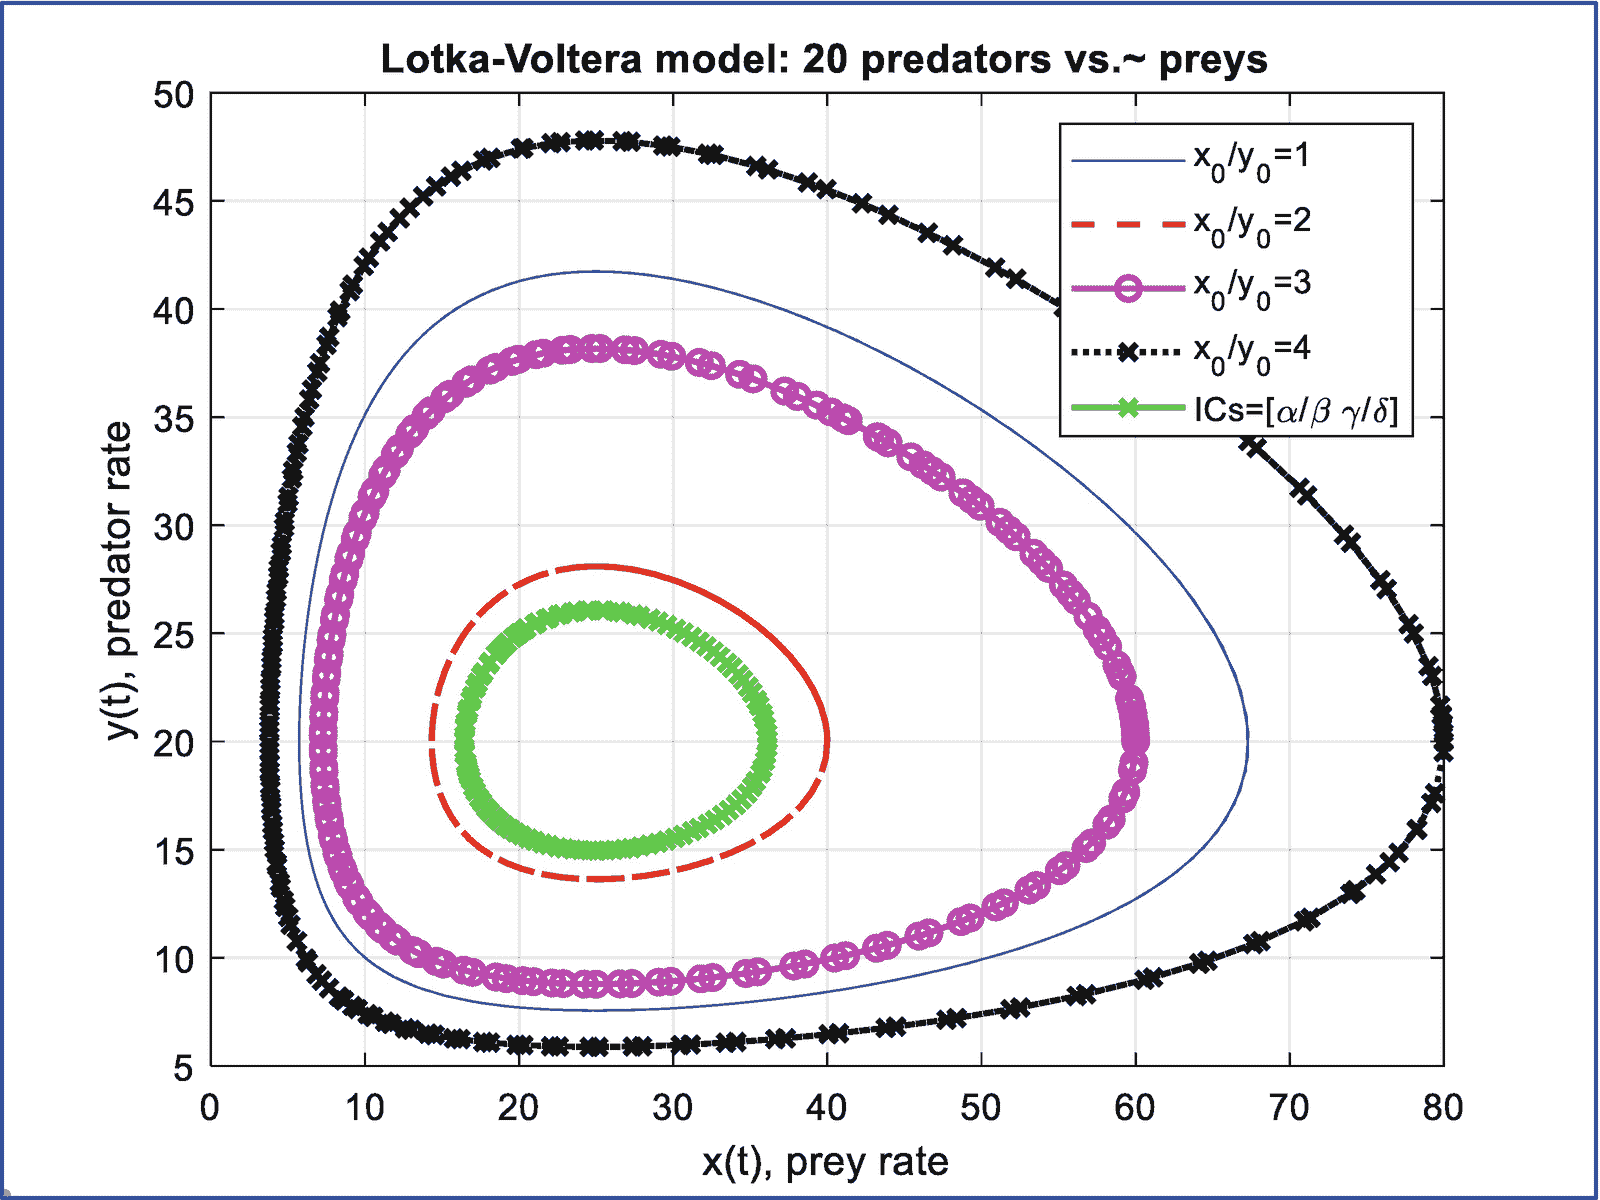 Lotka-Voltera model: 20 predators vs.~ preys
50
45
40
35
30
25
20
15
10
5
y(t), predator rate
x₀/y₀=1
x₀/y₀=2
x₀/y₀=3
x₀/y₀=4
ICs=[α/β γ/δ]
0 10 20 30 40 50 60 70 80
x(t), prey rate